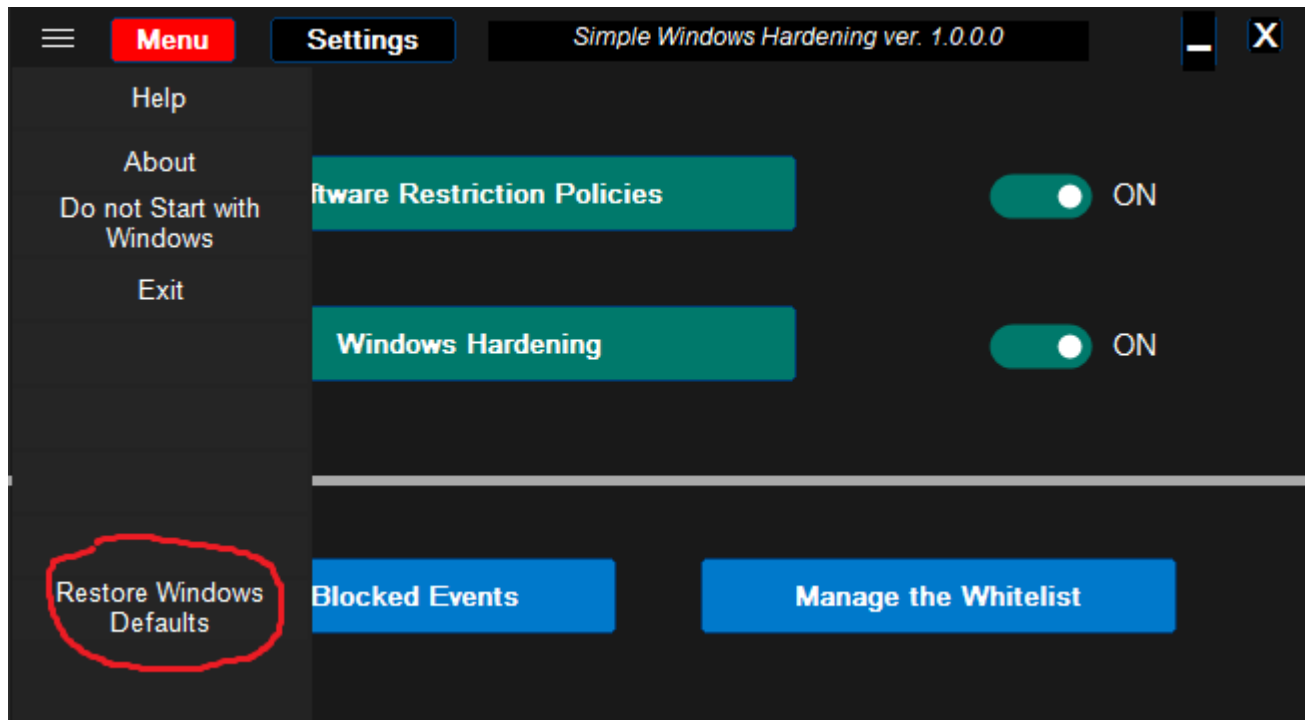 Menu
Settings
Simple Windows Hardening ver. 1.0.0.0
_
X
Help
About
Do not Start with
Windows
Exit
ftware Restriction Policies
ON
Windows Hardening
ON
Restore Windows
Defaults
Blocked Events
Manage the Whitelist